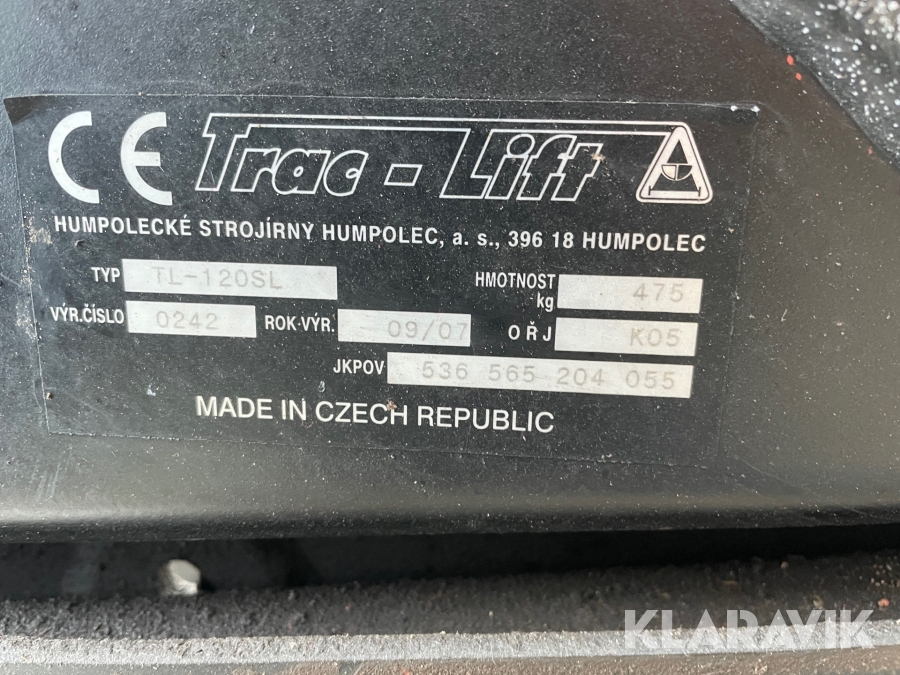 CE Trac-Lift
HUMPOLECKÉ STROJÍRNY HUMPOLEC, a. s., 396 18 HUMPOLEC
TYP TL-120SL HMOTNOST kg 475
VÝR.ČÍSLO 0242 ROK·VÝR. 09/07 OŘJ K05
JKPOV 536 565 204 055
MADE IN CZECH REPUBLIC
KLARAVIK